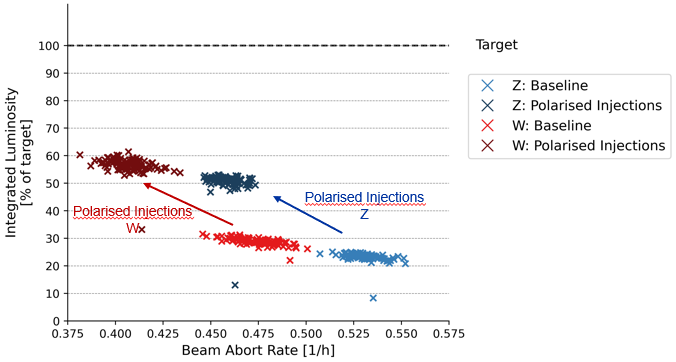 Target
Z: Baseline
Z: Polarised Injections
W: Baseline
W: Polarised Injections
Integrated Luminosity
[% of target]
100
90
80
70
60
50
40
30
20
10
0
Polarised Injections
W
Polarised Injections
Z
0.375
0.400
0.425
0.450
0.475
0.500
0.525
0.550
0.575
Beam Abort Rate [1/h]